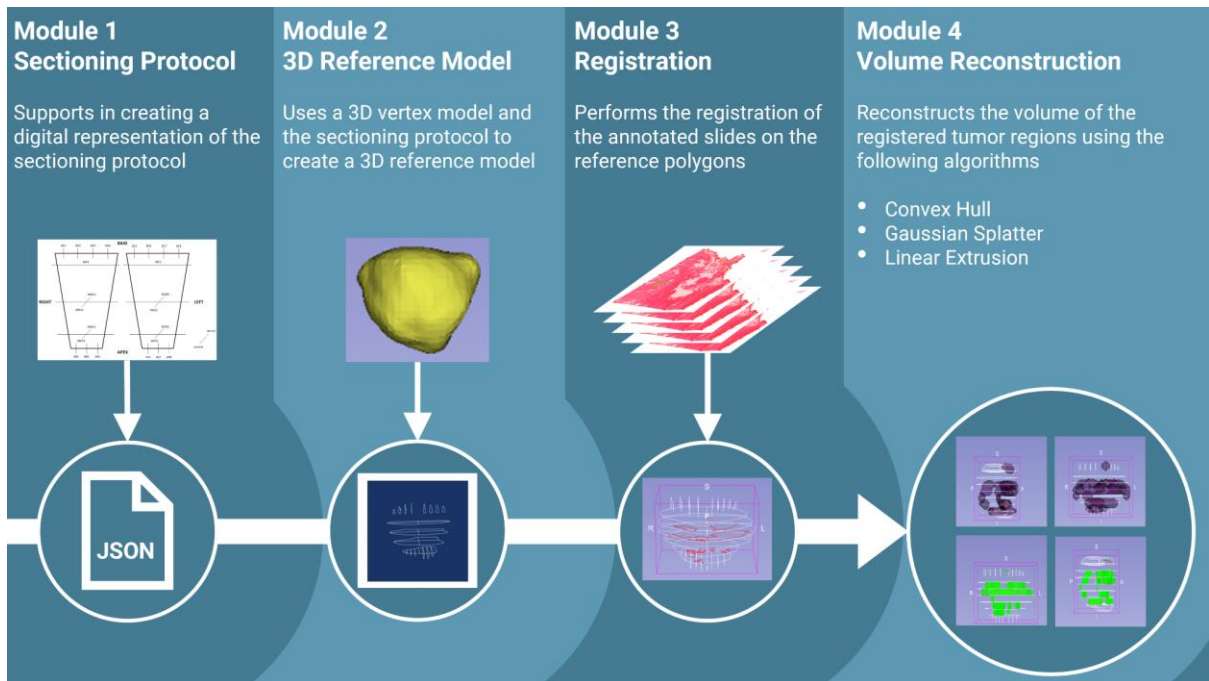 Module 1
Sectioning Protocol
Supports in creating a
digital representation of the
sectioning protocol
Module 2
3D Reference Model
Uses a 3D vertex model and
the sectioning protocol to
create a 3D reference model
Module 3
Registration
Performs the registration of
the annotated slides on the
reference polygons
Module 4
Volume Reconstruction
Reconstructs the volume of the
registered tumor regions using the
following algorithms
• Convex Hull
• Gaussian Splatter
• Linear Extrusion
BASE
RIGHT
LEFT
APEX
JSON
S
R
P
L
S
P
A
S
R
L
S
R
L
S
P
A